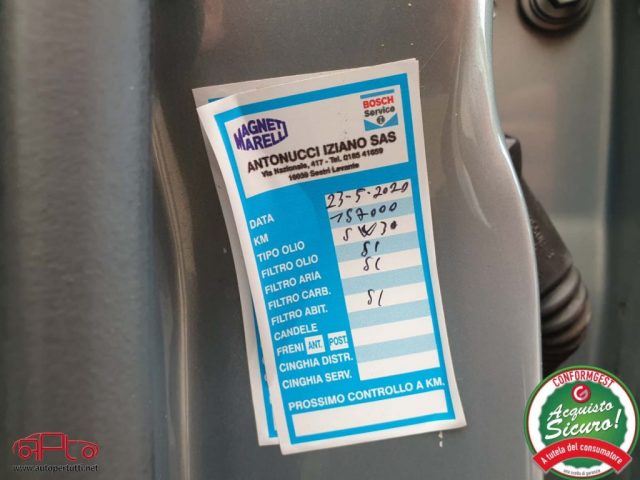 MAGNETI
MARELLI
BOSCH
Service
ANTONUCCI IZIANO SAS
Via Nazionale, 417 - Tel. 0185 41059
16039 Sestri Levante
DATA 23-5-2020
KM 157000
TIPO OLIO 5W30
FILTRO OLIO SI
FILTRO ARIA SI
FILTRO CARB.
FILTRO ABIT. SI
CANDELE
FRENI ANT. POST.
CINGHIA DISTR.
CINGHIA SERV.
PROSSIMO CONTROLLO A KM.
www.autopertutti.net
CONFORMGEST
Acquisto
Sicuro!
A tutela del consumatore